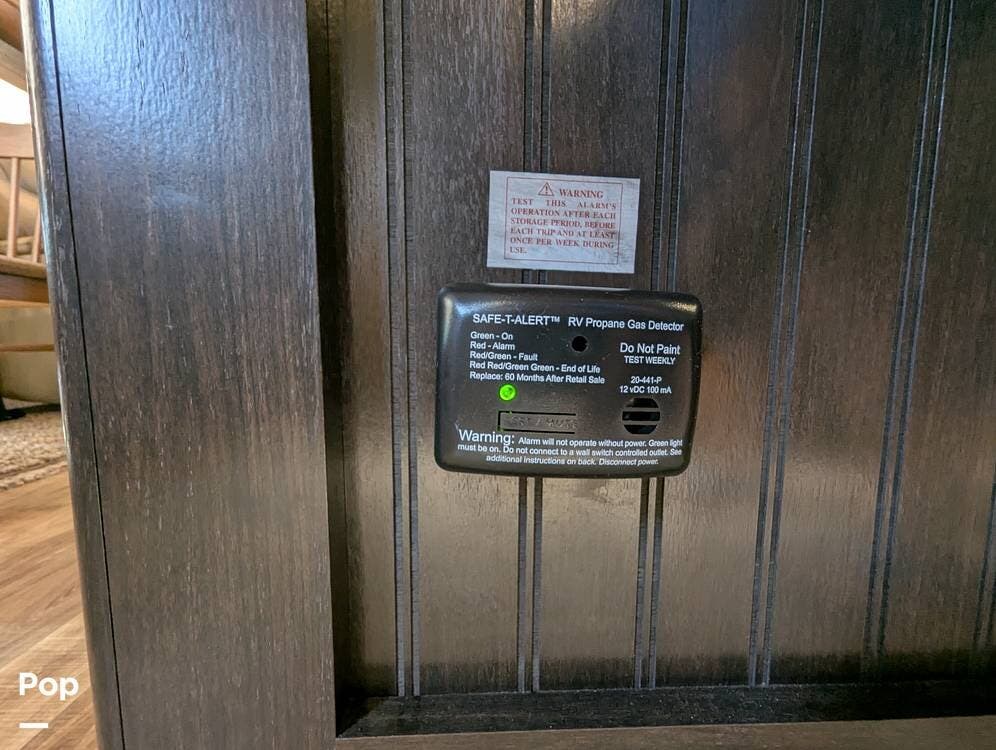 WARNING
TEST THIS ALARM'S
OPERATION AFTER EACH
STORAGE PERIOD, BEFORE
EACH TRIP AND AT LEAST
ONCE PER WEEK DURING
USE.
SAFE-T-ALERT™ RV Propane Gas Detector
Green - On
Red - Alarm
Red/Green - Fault
Red Red/Green Green - End of Life
Replace: 60 Months After Retail Sale
Do Not Paint
TEST WEEKLY
20-441-P
12 vDC 100 mA
TEST / MUTE
Warning: Alarm will not operate without power. Green light
must be on. Do not connect to a wall switch controlled outlet. See
additional instructions on back. Disconnect power.
Pop